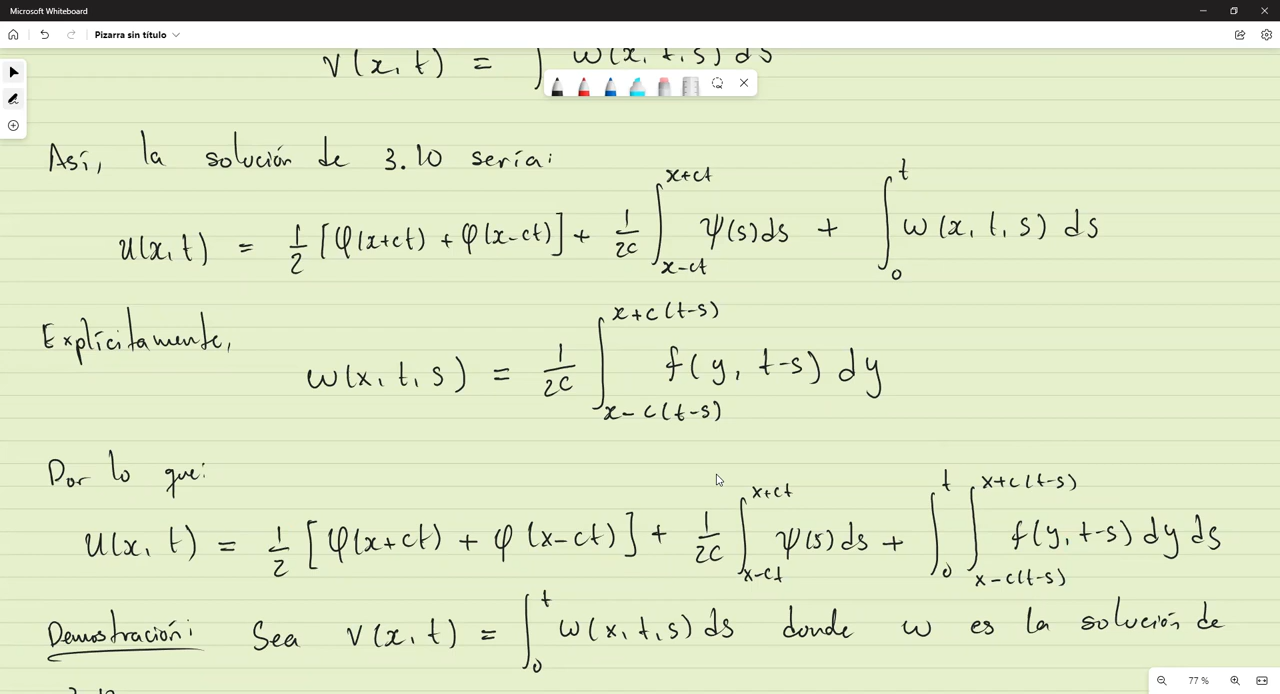 Microsoft Whiteboard
Pizarra sin título
v(x, t) = ∫ w(x, t, s) ds
Así, la solución de 3.10 sería:
u(x, t) = 1/2 [φ(x+ct) + φ(x-ct)] + 1/2c ∫_{x-ct}^{x+ct} ψ(s) ds + ∫_0^t w(x, t, s) ds
Explícitamente,
w(x, t, s) = 1/2c ∫_{x-c(t-s)}^{x+c(t-s)} f(y, t-s) dy
Por lo que:
u(x, t) = 1/2 [φ(x+ct) + φ(x-ct)] + 1/2c ∫_{x-ct}^{x+ct} ψ(s) ds + ∫_0^t ∫_{x-c(t-s)}^{x+c(t-s)} f(y, t-s) dy ds
Demostración: Sea v(x, t) = ∫_0^t w(x, t, s) ds donde w es la solución de
77 %